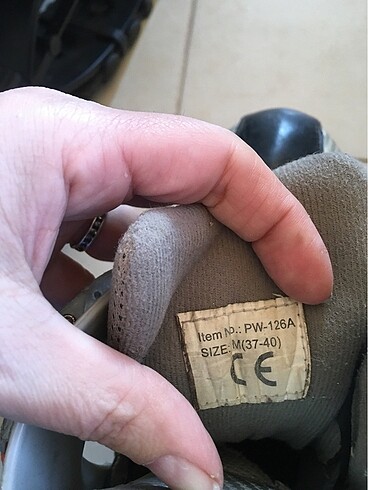 Item No.: PW-126A
SIZE: M(37-40)
CE